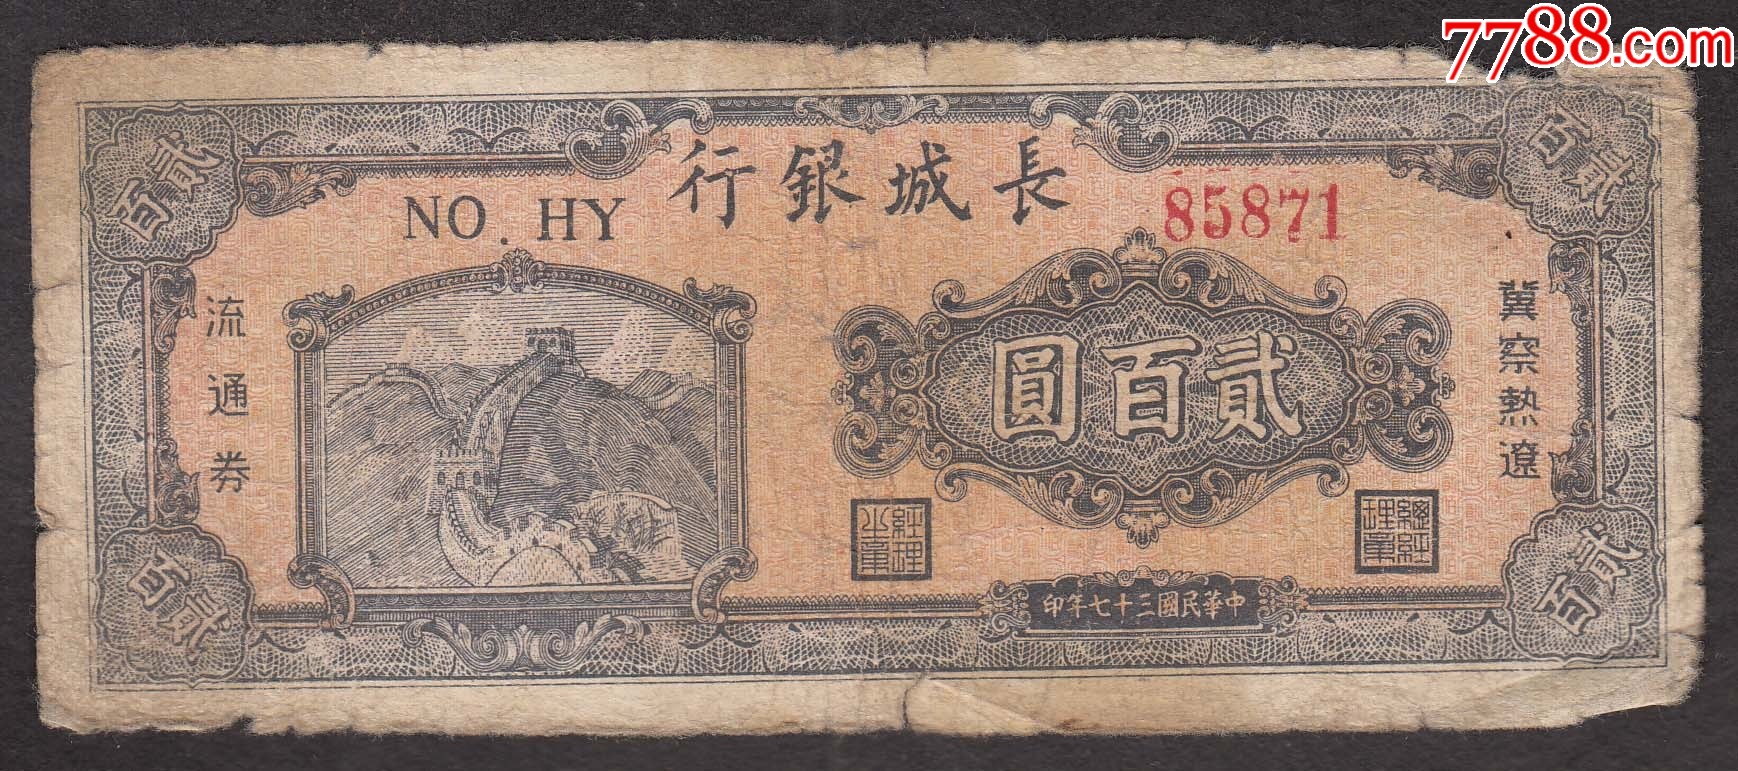 7788.com
貳百
貳百
長城銀行
NO. HY
85871
冀察热遼
流通券
貳百圓
總經理章
經理之章
中華民國三十七年印
貳百
貳百